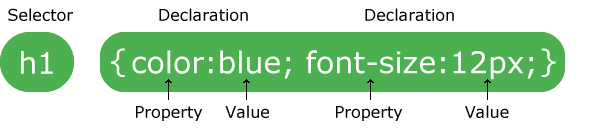 Selector Declaration Declaration
h1 {color:blue; font-size:12px;}
Property Value Property Value